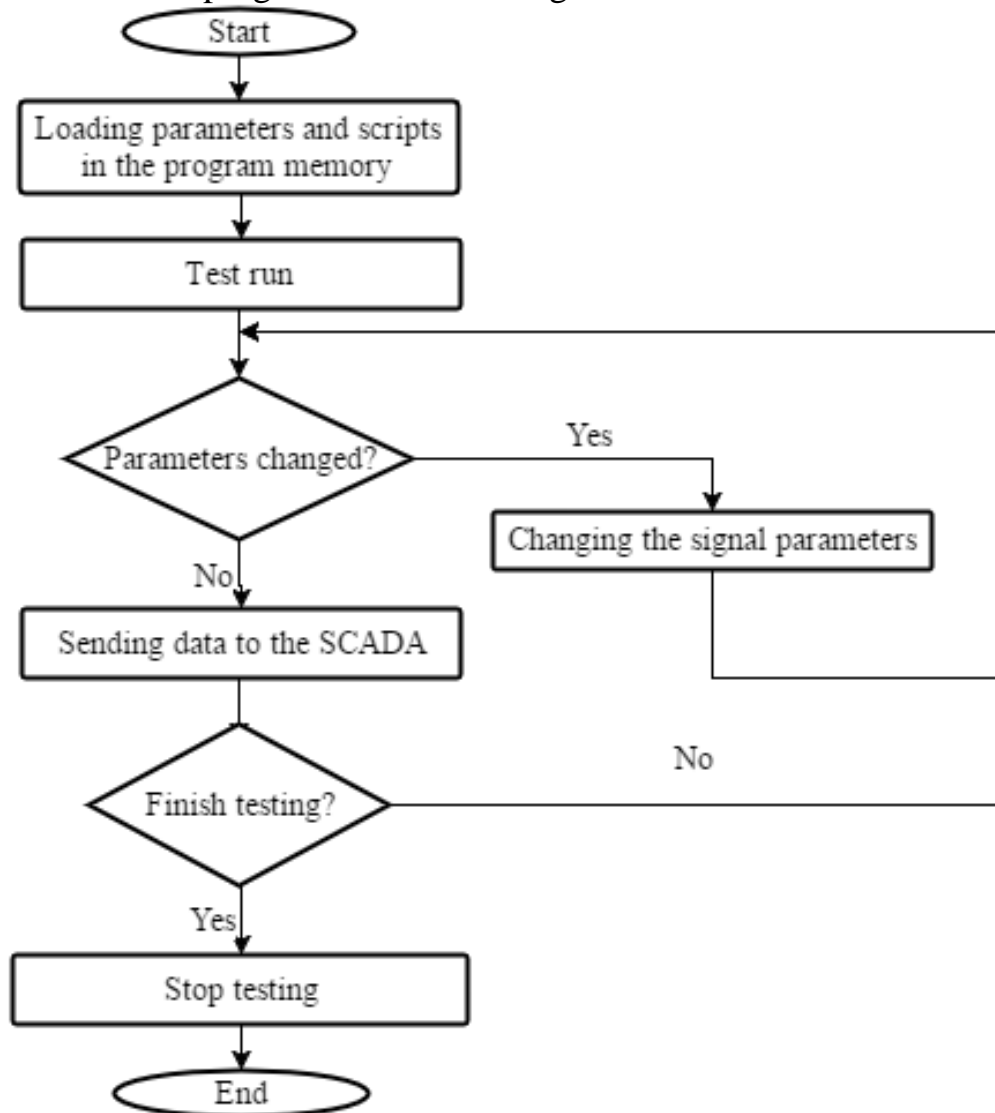 Start
Loading parameters and scripts
in the program memory
Test run
Parameters changed?
Yes
Changing the signal parameters
No
Sending data to the SCADA
No
Finish testing?
Yes
Stop testing
End